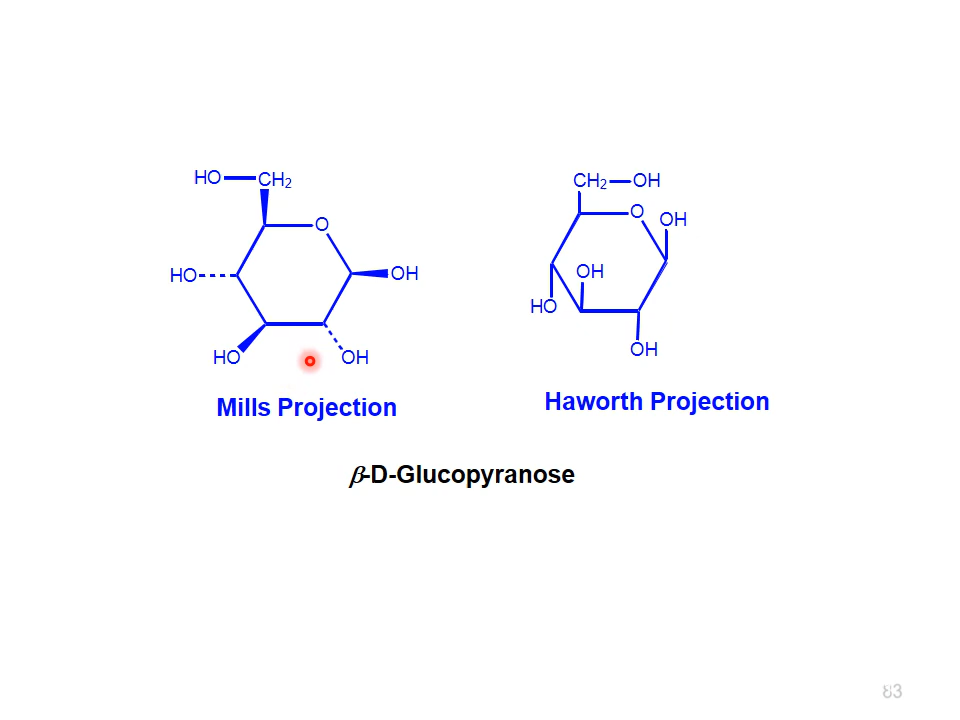 HO CH2 CH2 OH
O O OH
HO OH OH
HO
HO OH OH
Mills Projection Haworth Projection
β-D-Glucopyranose
83